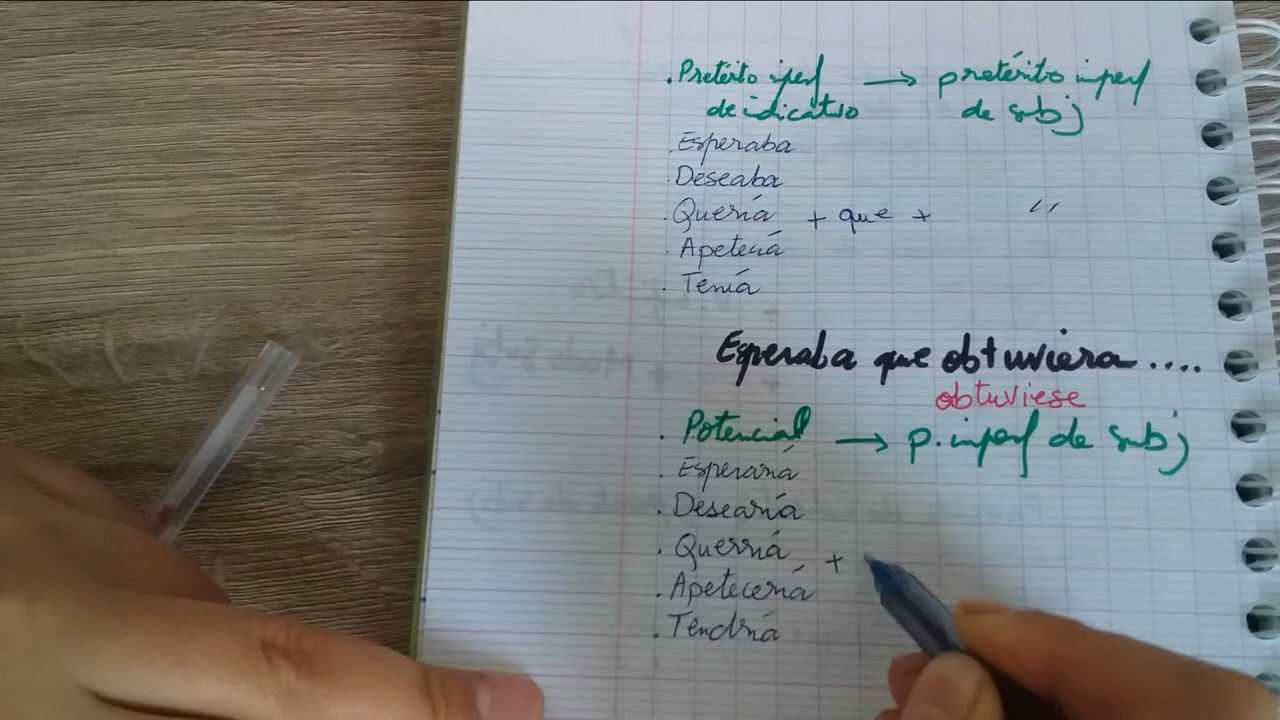 . Pretérito imperf → pretérito imperf
de indicativo de subj
. Esperaba
. Deseaba
. Quería + que + "
. Apetecía
. Tenía
Esperaba que obtuviera ....
obtuviese
. Potencial → p. imperf de subj
. Esperaría
. Desearía
. Querría +
. Apetecería
. Tendría